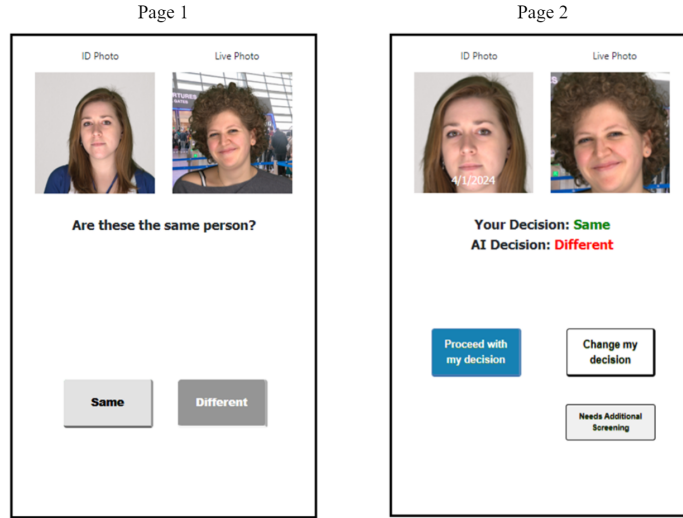 Page 1
Page 2
ID Photo
Live Photo
Are these the same person?
Same
Different
ID Photo
Live Photo
4/1/2024
Your Decision: Same
AI Decision: Different
Proceed with
my decision
Change my
decision
Needs Additional
Screening